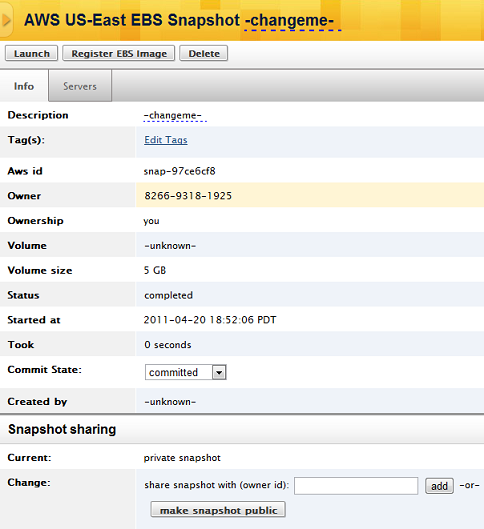 AWS US-East EBS Snapshot -changeme-
Launch Register EBS Image Delete
Info Servers
Description -changeme-
Tag(s): Edit Tags
Aws id snap-97ce6cf8
Owner 8266-9318-1925
Ownership you
Volume -unknown-
Volume size 5 GB
Status completed
Started at 2011-04-20 18:52:06 PDT
Took 0 seconds
Commit State: committed
Created by -unknown-
Snapshot sharing
Current: private snapshot
Change: share snapshot with (owner id): add -or-
make snapshot public